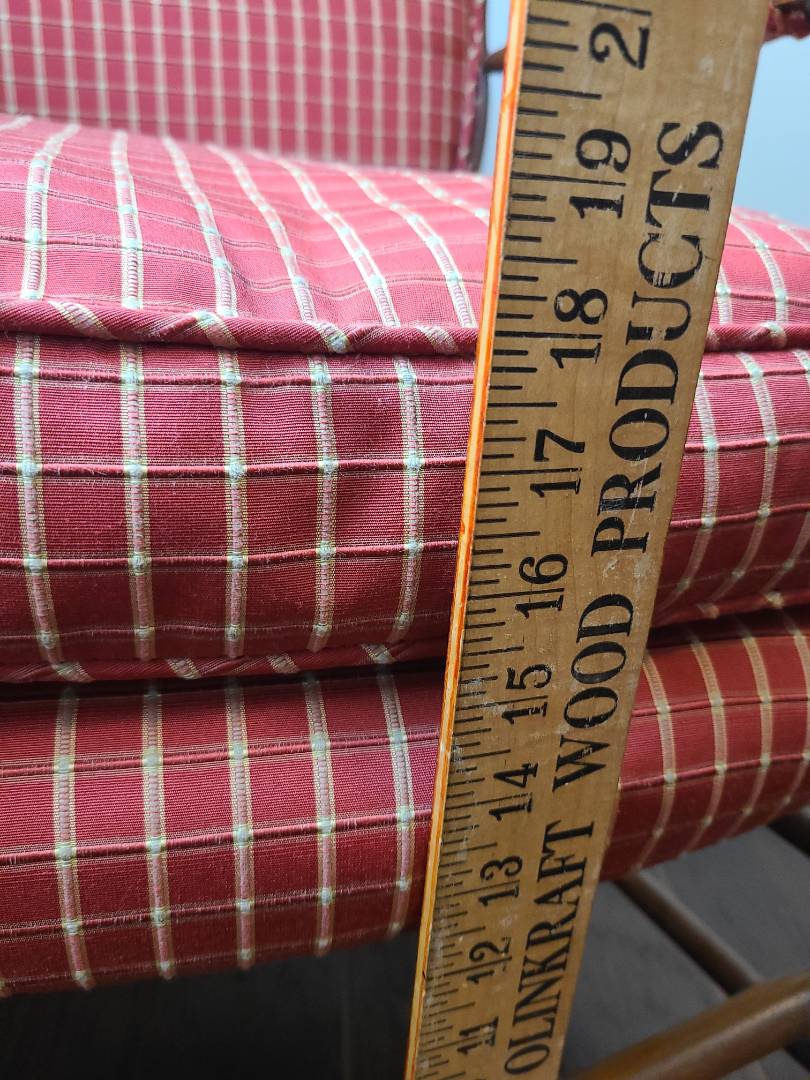 11 12 13 14 15 16 17 18 19 2
OLINKRAFT WOOD PRODUCTS